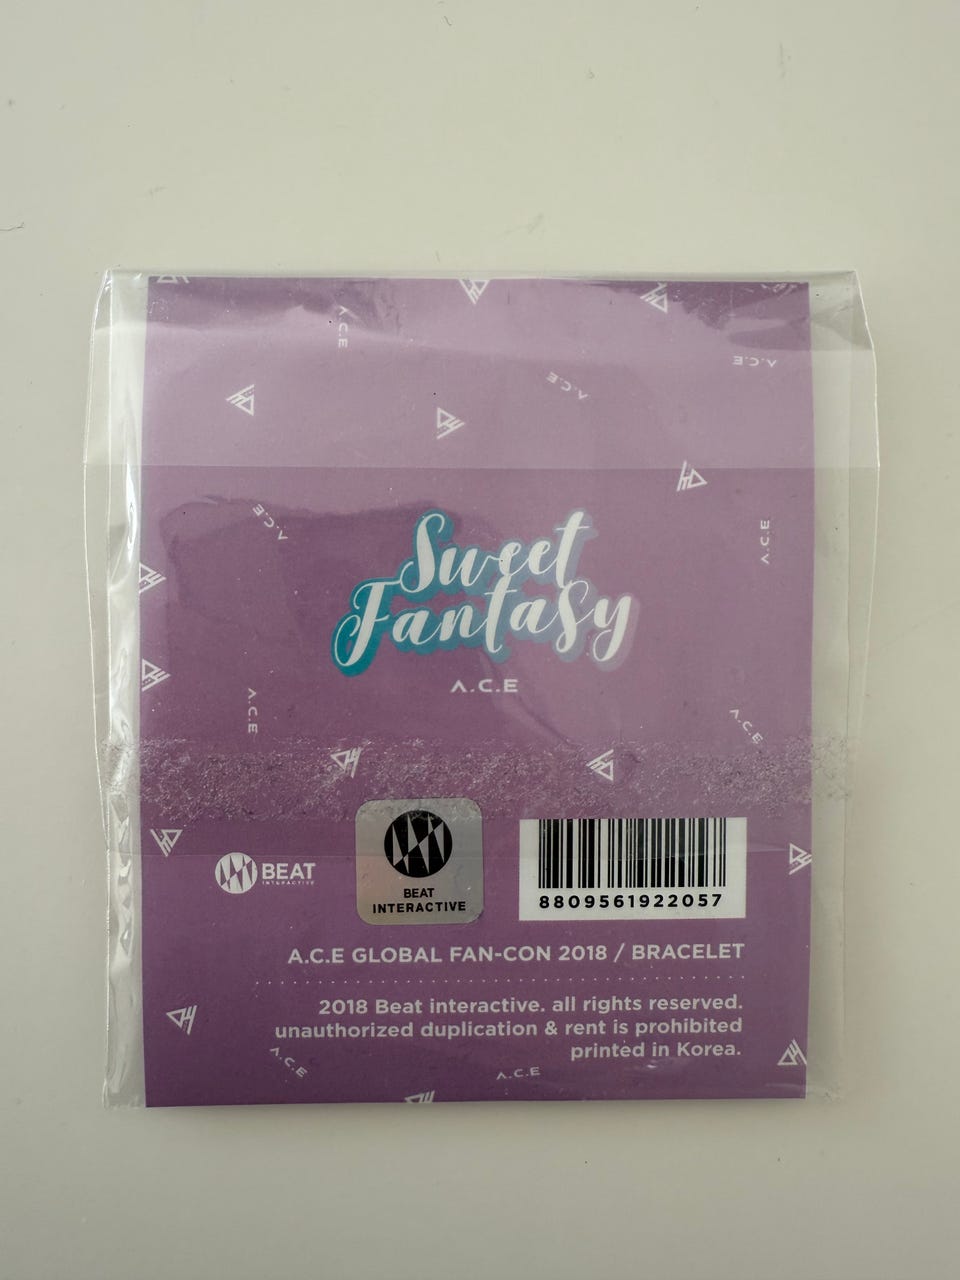 A.C.E
A.C.E
A.C.E
A.C.E
A.C.E
Sweet
Fantasy
A.C.E
A.C.E
A.C.E
BEAT
INTERACTIVE
BEAT
INTERACTIVE
8809561922057
A.C.E GLOBAL FAN-CON 2018 / BRACELET
2018 Beat interactive. all rights reserved.
unauthorized duplication & rent is prohibited
printed in Korea.
A.C.E
A.C.E